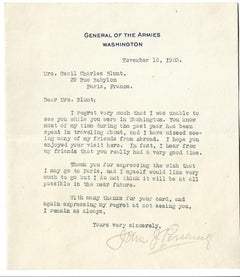 GENERAL OF THE ARMIES
WASHINGTON
November 16, 1920.
Mrs. Cecil Charles Blunt,
29 Rue Babylon
Paris, France.
Dear Mrs. Blunt:
I regret very much that I was unable to
see you while you were in Washington. You know
most of my time during the past year has been
spent in traveling about, and I have missed see-
ing many of my friends from abroad. I hope you
enjoyed your visit here. In fact, I hear from
my friends that you really had a very good time.
Thank you for expressing the wish that
I may go to Paris, and I myself would like very
much to go but I do not think it will be at all
possible in the near future.
With many thanks for your card, and
again expressing my regret at not seeing you,
I remain as always,
Yours very sincerely,
John J. Pershing